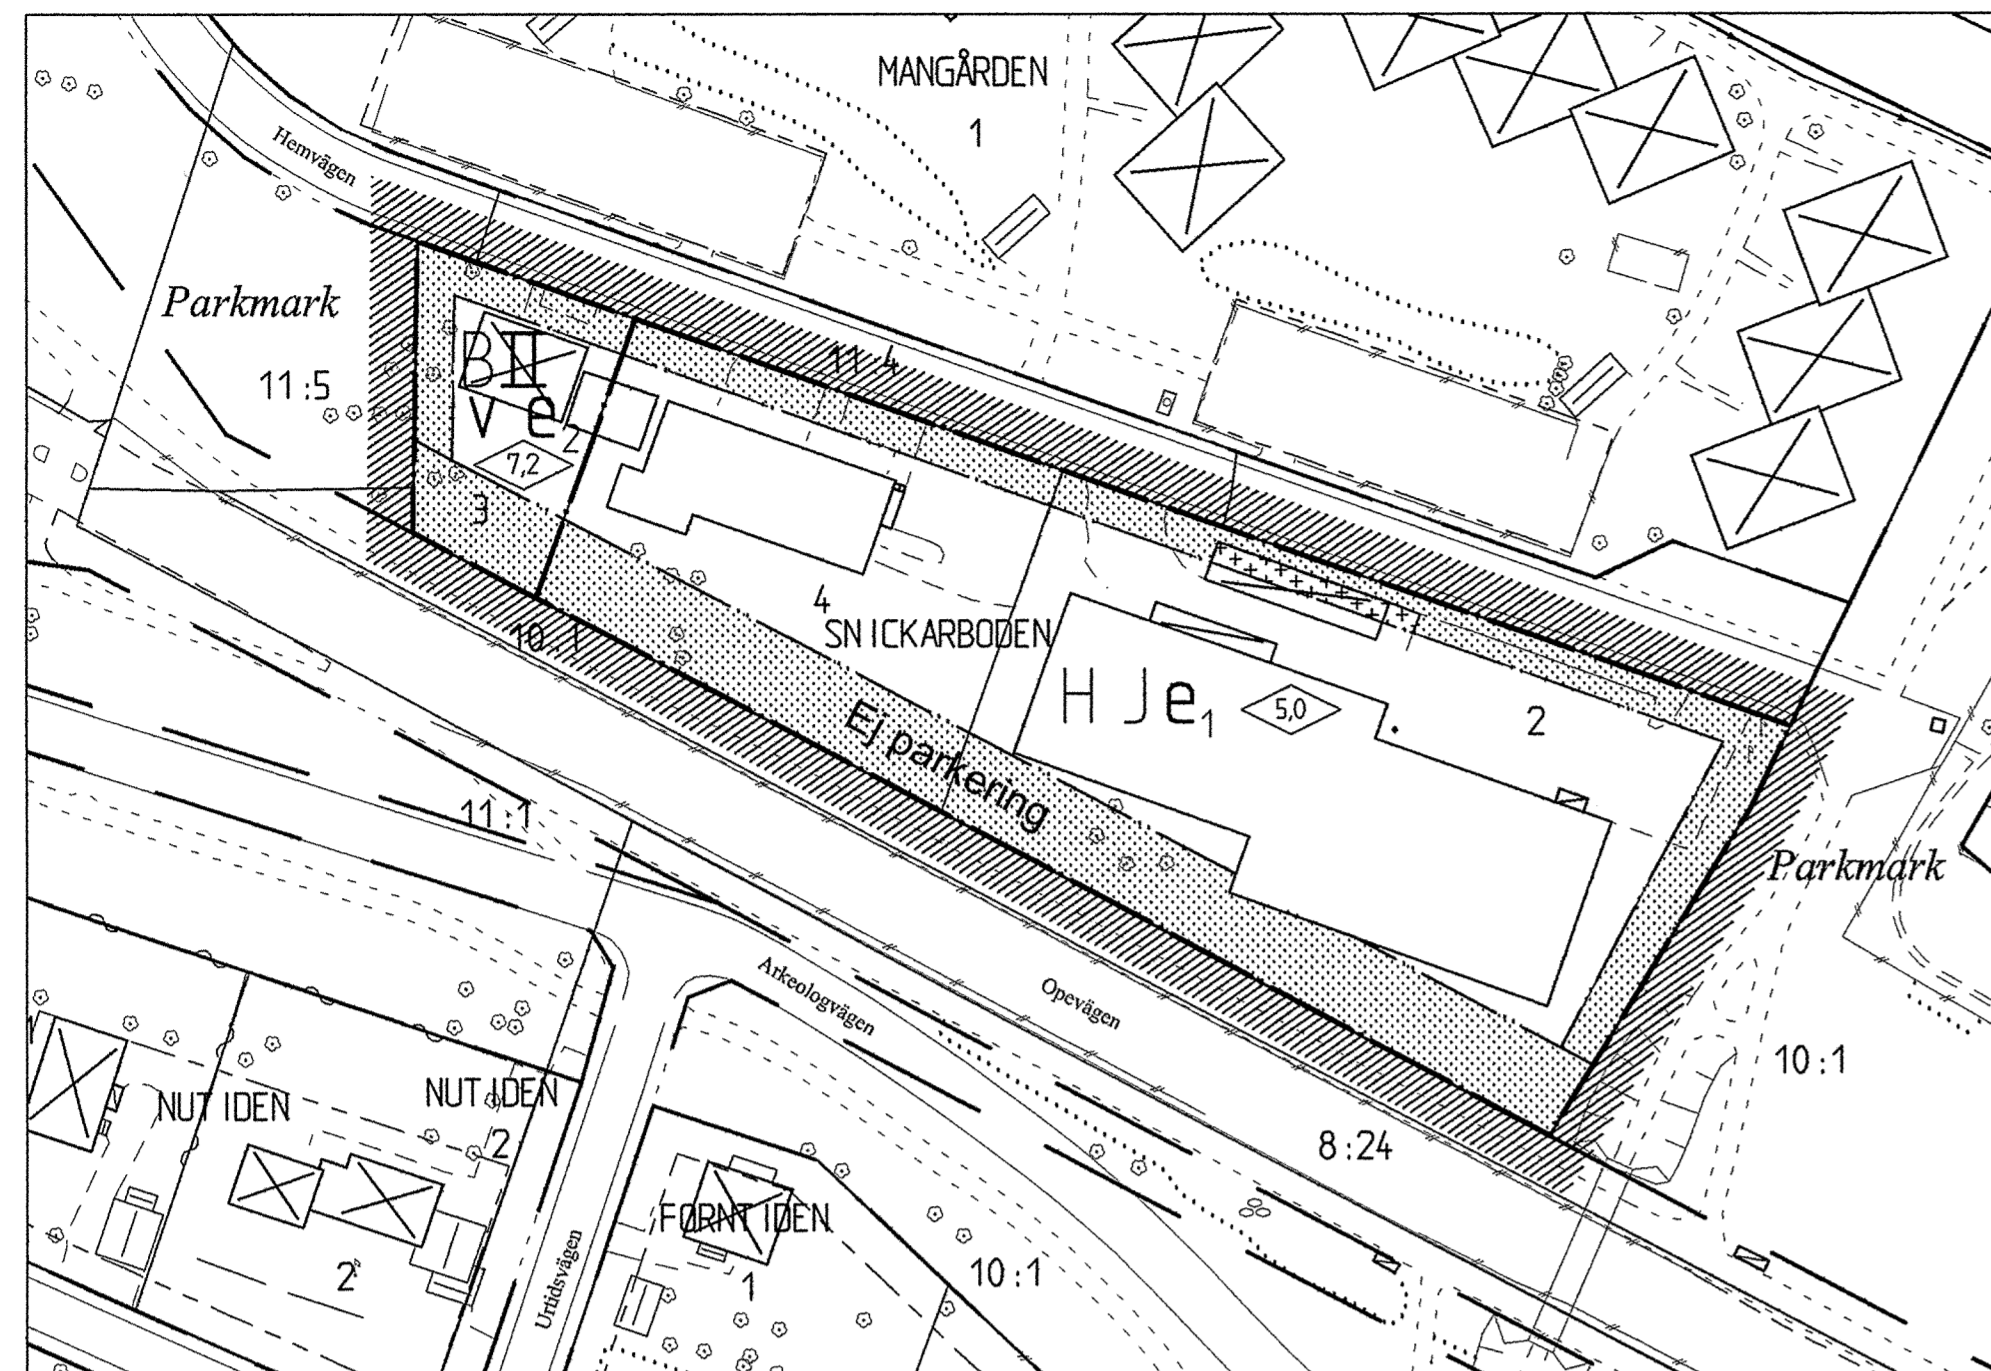 MANGÅRDEN
1
Hemvägen
Parkmark
11:5
11:4
BII
v e2
7,2
3
4
SNICKARBODEN
10:1
H J e1
5,0
2
Ej parkering
11:1
Parkmark
Arkeologvägen
Opevägen
10:1
NUTIDEN
NUTIDEN
2
8:24
FORNTIDEN
10:1
2
1
Urtidsvägen